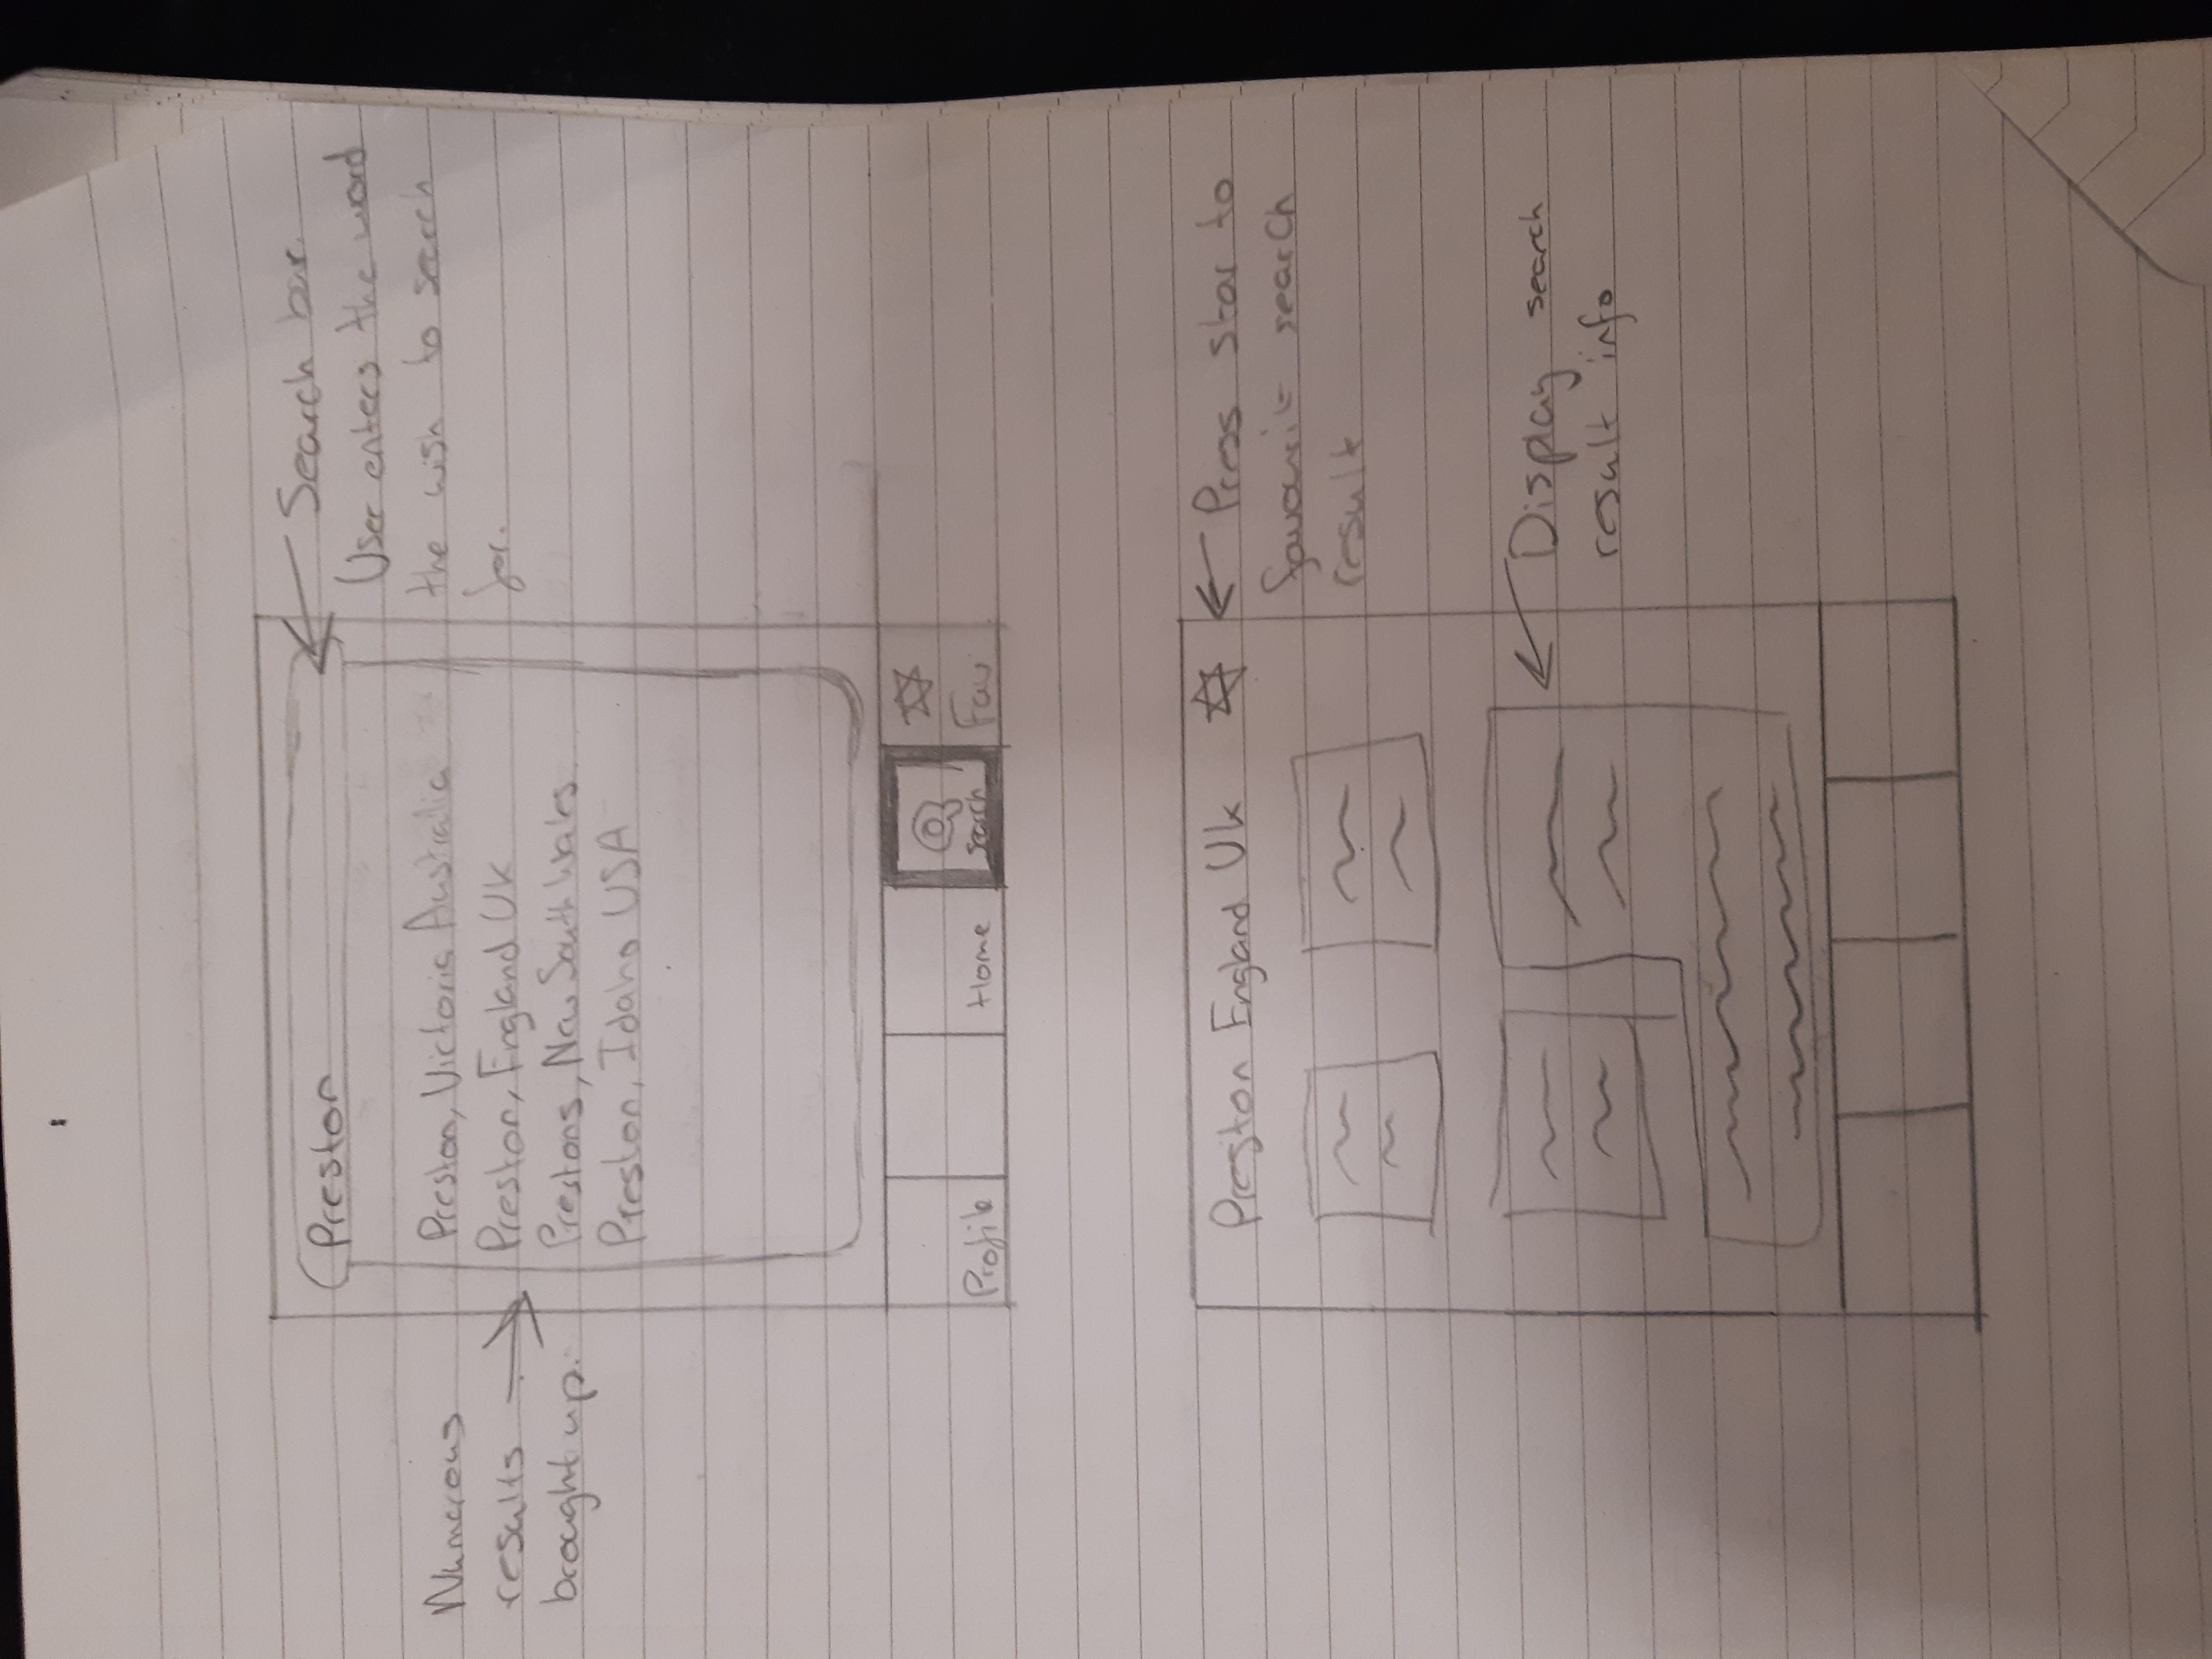 Preston
Search bar.
User enters the word
the wish to search
for.
Numerous
results
brought up.
Preston, Victoria Australia
Preston, England UK
Prestons, New South Wales
Preston, Idaho USA
Profile
Home
Search
Fav
Preston England Uk
Press star to
favourite search
result
Display search
result info